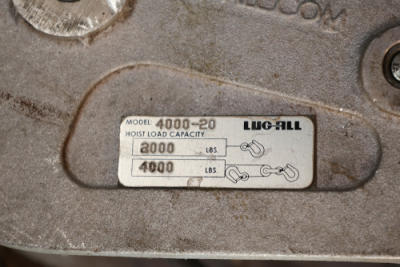 MODEL: 4000-20 LUG-ALL
HOIST LOAD CAPACITY
2000 LBS.
4000 LBS.